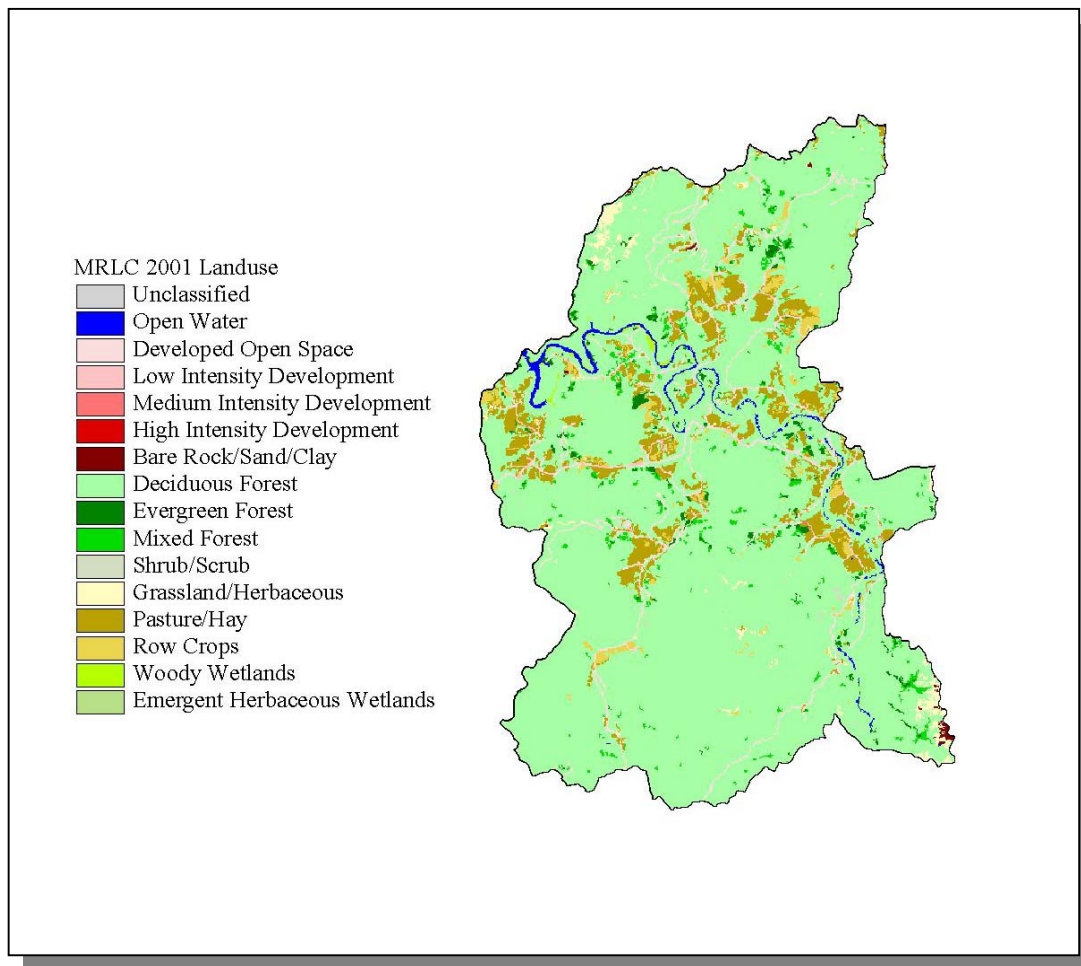 MRLC 2001 Landuse
Unclassified
Open Water
Developed Open Space
Low Intensity Development
Medium Intensity Development
High Intensity Development
Bare Rock/Sand/Clay
Deciduous Forest
Evergreen Forest
Mixed Forest
Shrub/Scrub
Grassland/Herbaceous
Pasture/Hay
Row Crops
Woody Wetlands
Emergent Herbaceous Wetlands